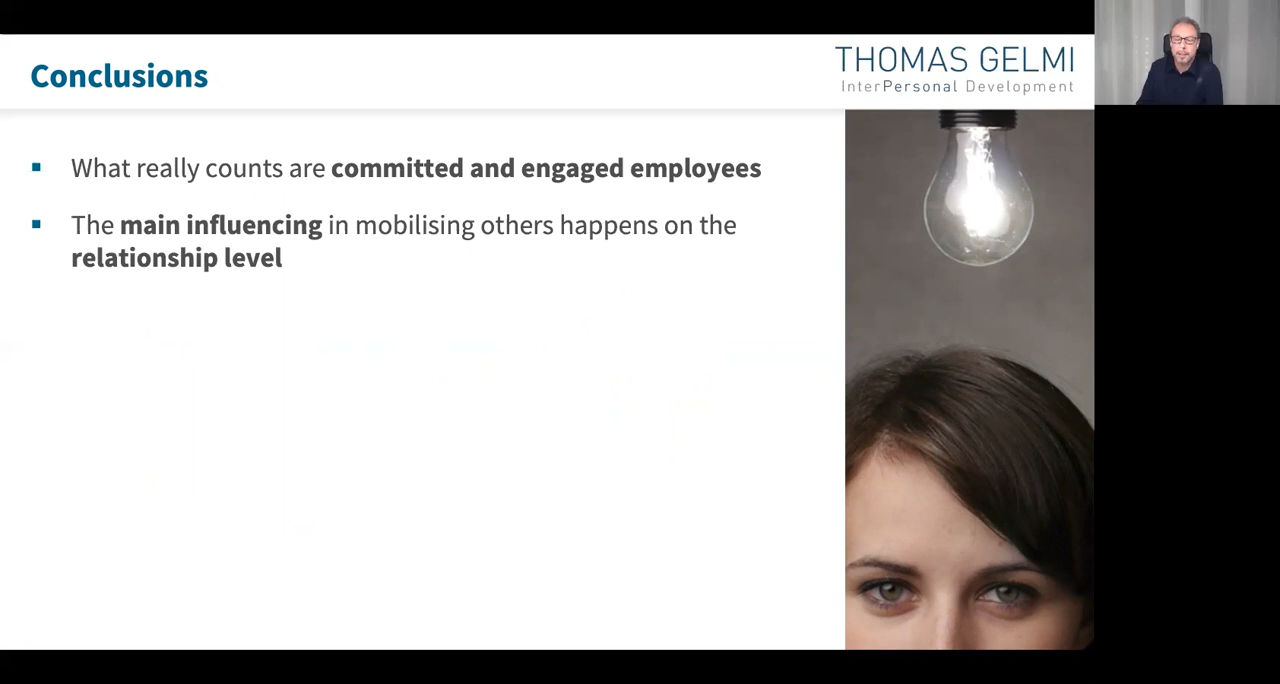 Conclusions
THOMAS GELMI
InterPersonal Development
What really counts are committed and engaged employees
The main influencing in mobilising others happens on the
relationship level